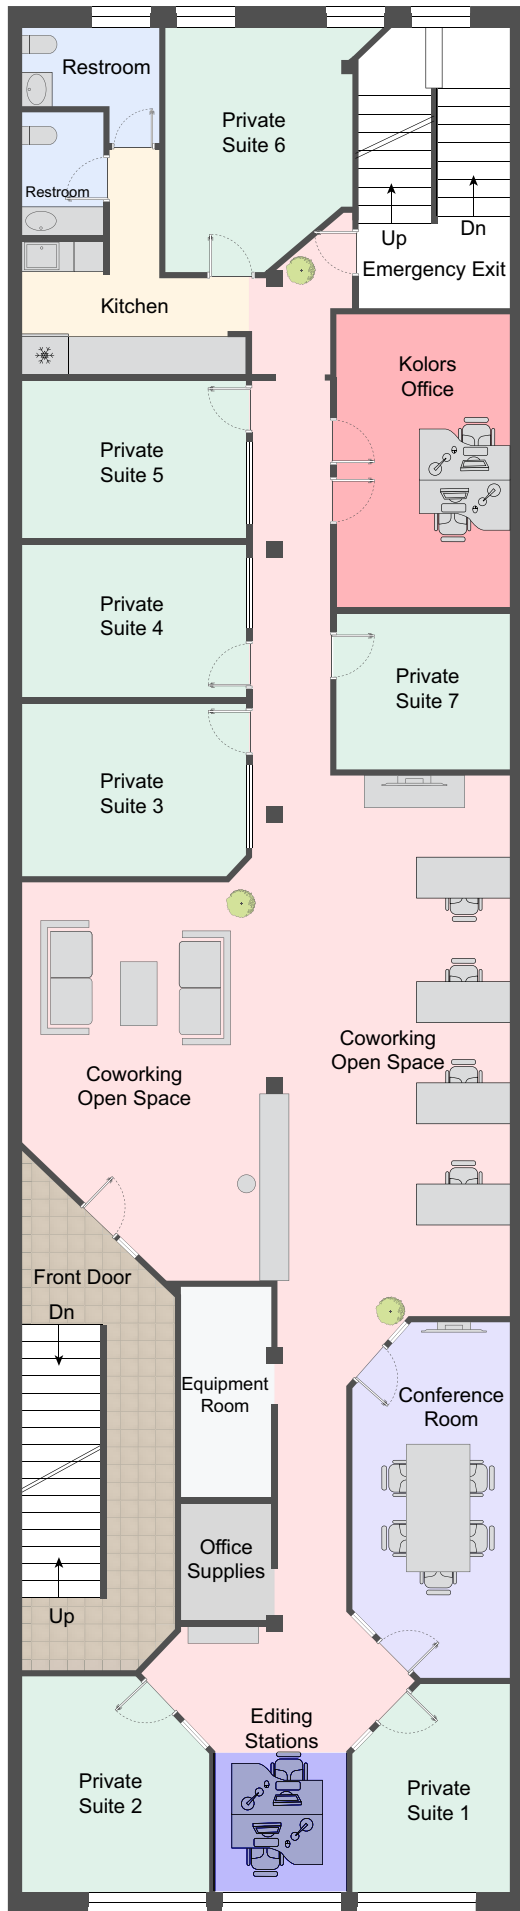 Restroom
Private
Suite 6
Restroom
Up
Dn
Emergency Exit
Kitchen
Kolors
Office
Private
Suite 5
Private
Suite 4
Private
Suite 7
Private
Suite 3
Coworking
Open Space
Coworking
Open Space
Front Door
Dn
Equipment
Room
Conference
Room
Office
Supplies
Up
Editing
Stations
Private
Suite 2
Private
Suite 1